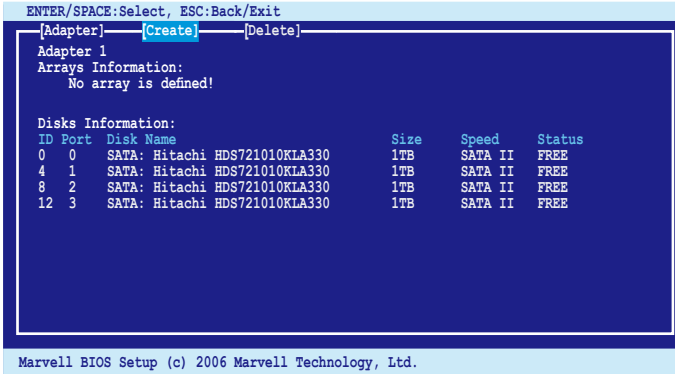 ENTER/SPACE:Select, ESC:Back/Exit
[Adapter] [Create] [Delete]
Adapter 1
Arrays Information:
No array is defined!
Disks Information:
ID Port Disk Name Size Speed Status
0 0 SATA: Hitachi HDS721010KLA330 1TB SATA II FREE
4 1 SATA: Hitachi HDS721010KLA330 1TB SATA II FREE
8 2 SATA: Hitachi HDS721010KLA330 1TB SATA II FREE
12 3 SATA: Hitachi HDS721010KLA330 1TB SATA II FREE
Marvell BIOS Setup (c) 2006 Marvell Technology, Ltd.